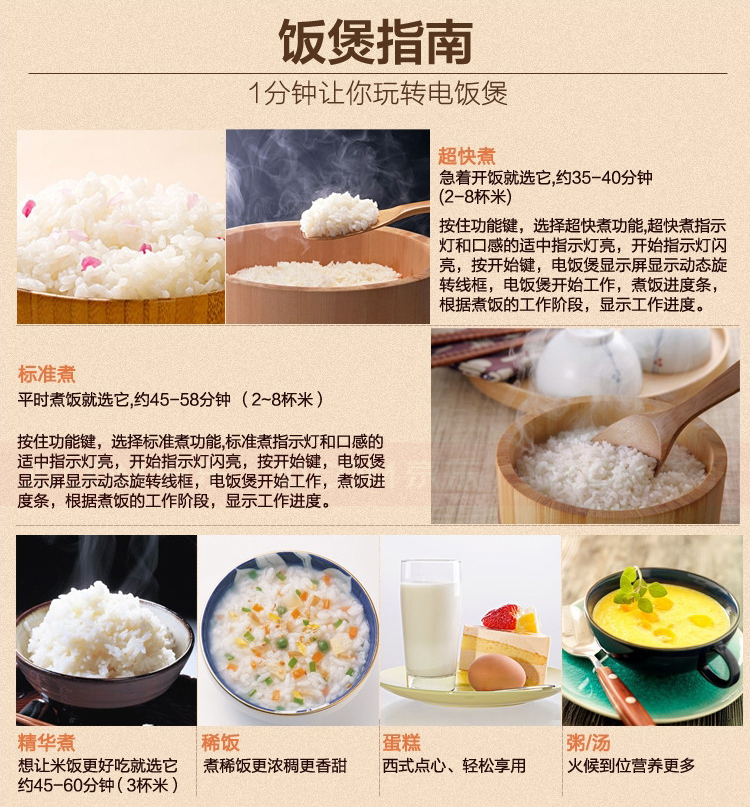 饭煲指南
1分钟让你玩转电饭煲
超快煮
急着开饭就选它,约35-40分钟
(2-8杯米)
按住功能键，选择超快煮功能,超快煮指示
灯和口感的适中指示灯亮，开始指示灯闪
亮，按开始键，电饭煲显示屏显示动态旋
转线框，电饭煲开始工作，煮饭进度条，
根据煮饭的工作阶段，显示工作进度。
标准煮
平时煮饭就选它,约45-58分钟（2~8杯米）
按住功能键，选择标准煮功能,标准煮指示灯和口感的
适中指示灯亮，开始指示灯闪亮，按开始键，电饭煲
显示屏显示动态旋转线框，电饭煲开始工作，煮饭进
度条，根据煮饭的工作阶段，显示工作进度。
精华煮
想让米饭更好吃就选它
约45-60分钟（3杯米）
稀饭
煮稀饭更浓稠更香甜
蛋糕
西式点心、轻松享用
粥/汤
火候到位营养更多